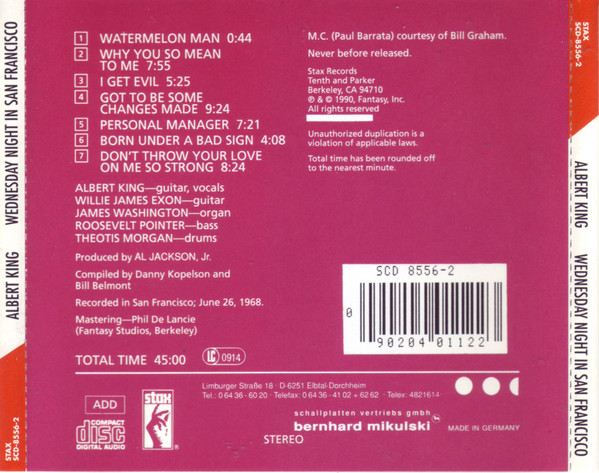 1 WATERMELON MAN 0:44
2 WHY YOU SO MEAN
TO ME 7:55
3 I GET EVIL 5:25
4 GOT TO BE SOME
CHANGES MADE 9:24
5 PERSONAL MANAGER 7:21
6 BORN UNDER A BAD SIGN 4:08
7 DON'T THROW YOUR LOVE
ON ME SO STRONG 8:24
ALBERT KING—guitar, vocals
WILLIE JAMES EXON—guitar
JAMES WASHINGTON—organ
ROOSEVELT POINTER—bass
THEOTIS MORGAN—drums
Produced by AL JACKSON, Jr.
Compiled by Danny Kopelson and
Bill Belmont
Recorded in San Francisco; June 26, 1968.
Mastering—Phil De Lancie
(Fantasy Studios, Berkeley)
TOTAL TIME 45:00
LC 0914
M.C. (Paul Barrata) courtesy of Bill Graham.
Never before released.
Stax Records
Tenth and Parker
Berkeley, CA 94710
℗ & © 1990, Fantasy, Inc.
All rights reserved
Unauthorized duplication is a
violation of applicable laws.
Total time has been rounded off
to the nearest minute.
SCD 8556-2
0 90204 01122
Limburger Straße 18 · D-6251 Elbtal-Dorchheim
Tel.: 0 64 36 - 60 20 · Telefax: 0 64 36 - 41 02 + 62 62 · Telex: 4821614
schallplatten vertriebs gmbh
bernhard mikulski
MADE IN GERMANY
ADD
COMPACT
disc
DIGITAL AUDIO
stax
STEREO
STAX
SCD-8556-2
ALBERT KING WEDNESDAY NIGHT IN SAN FRANCISCO
STAX
SCD-8556-2
ALBERT KING WEDNESDAY NIGHT IN SAN FRANCISCO